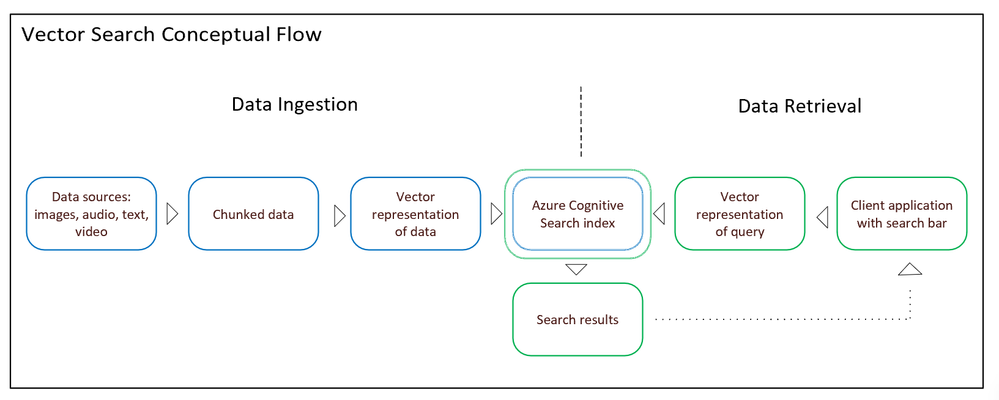 Vector Search Conceptual Flow
Data Ingestion
Data Retrieval
Data sources:
images, audio, text,
video
Chunked data
Vector
representation
of data
Azure Cognitive
Search index
Vector
representation
of query
Client application
with search bar
Search results